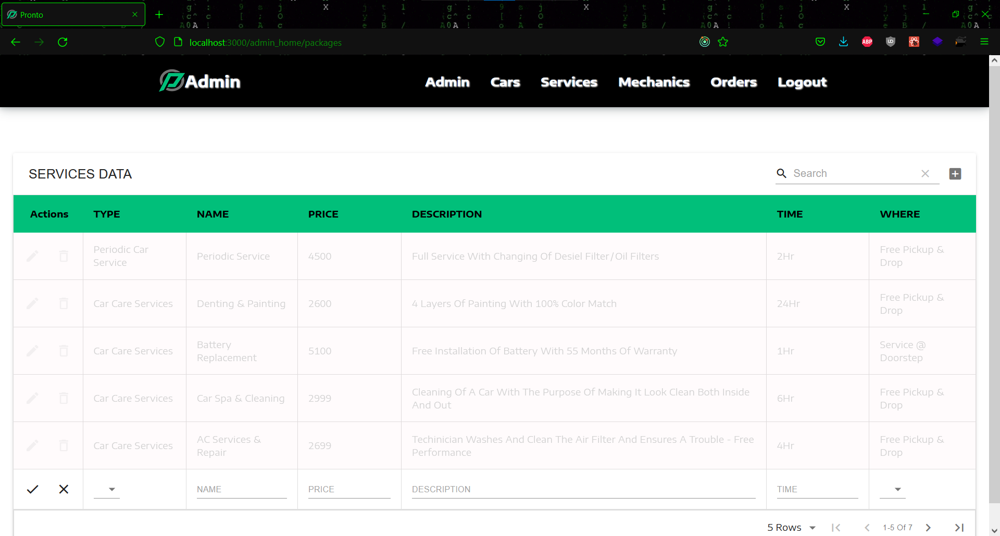 Pronto
localhost:3000/admin_home/packages
ABP
Admin
Admin Cars Services Mechanics Orders Logout
SERVICES DATA
Search
Actions TYPE NAME PRICE DESCRIPTION TIME WHERE
Periodic Car
Service
Periodic Service
4500
Full Service With Changing Of Desiel Filter/Oil Filters
2Hr
Free Pickup &
Drop
Car Care Services
Denting & Painting
2600
4 Layers Of Painting With 100% Color Match
24Hr
Free Pickup &
Drop
Car Care Services
Battery
Replacement
5100
Free Installation Of Battery With 55 Months Of Warranty
1Hr
Service @
Doorstep
Car Care Services
Car Spa & Cleaning
2999
Cleaning Of A Car With The Purpose Of Making It Look Clean Both Inside
And Out
6Hr
Free Pickup &
Drop
Car Care Services
AC Services &
Repair
2699
Techinician Washes And Clean The Air Filter And Ensures A Trouble - Free
Performance
4Hr
Free Pickup &
Drop
NAME PRICE DESCRIPTION TIME
5 Rows 1-5 Of 7